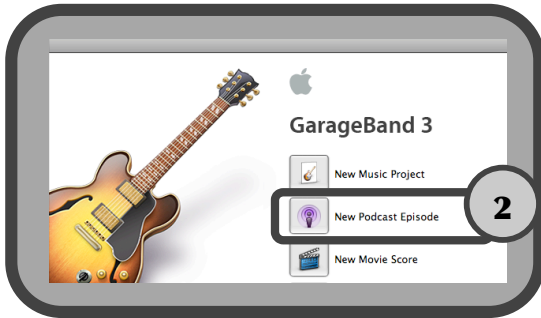 GarageBand 3
New Music Project
New Podcast Episode
2
New Movie Score